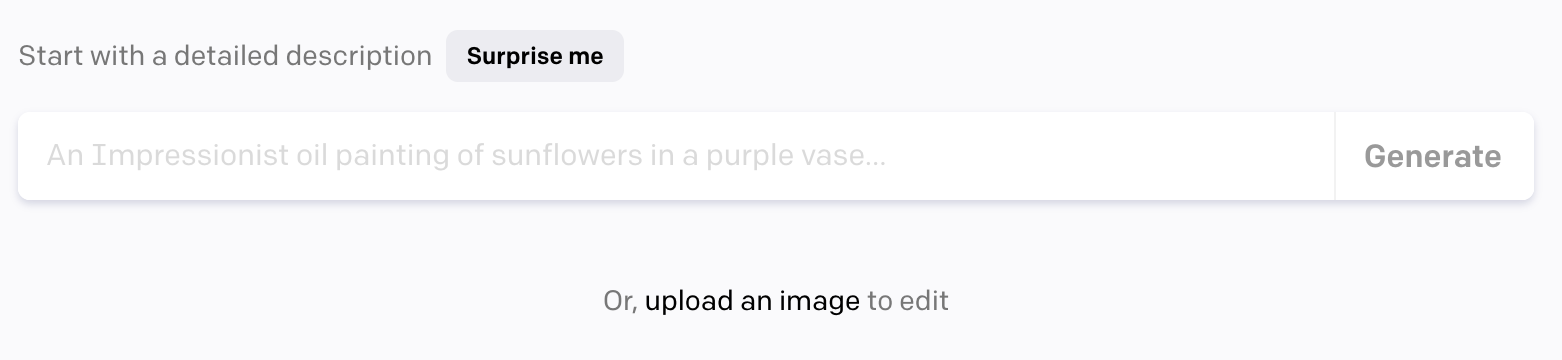 Start with a detailed description Surprise me
An Impressionist oil painting of sunflowers in a purple vase...
Generate
Or, upload an image to edit